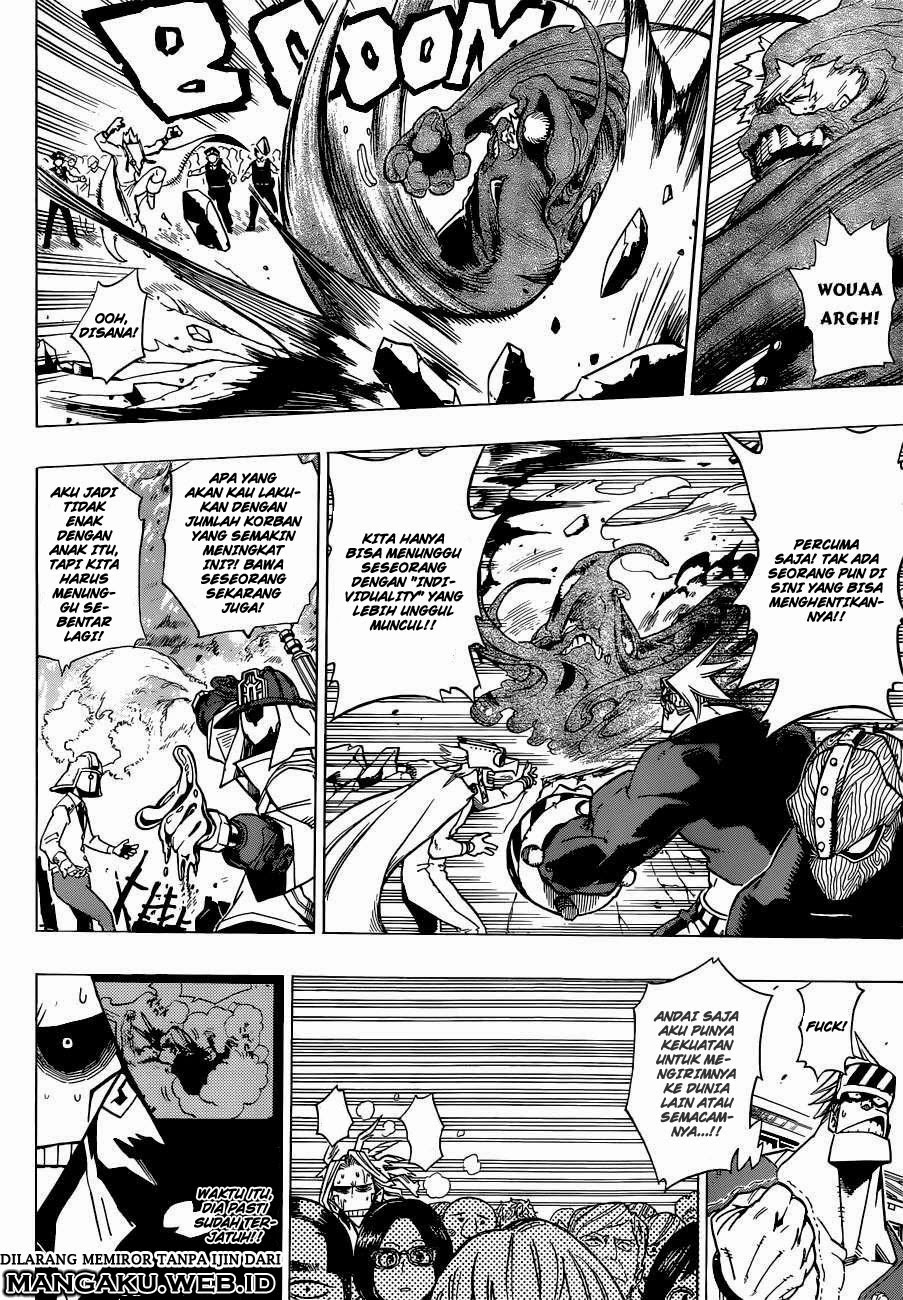 WOUAA
ARGH!
BOOOM
OOH,
DISANA!
PERCUMA
SAJA! TAK ADA
SEORANG PUN DI
SINI YANG BISA
MENGHENTIKAN-
NYA!!
KITA HANYA
BISA MENUNGGU
SESEORANG
DENGAN "INDI-
VIDUALITY" YANG
LEBIH UNGGUL
MUNCUL!!
APA YANG
AKAN KAU LAKU-
KAN DENGAN
JUMLAH KORBAN
YANG SEMAKIN
MENINGKAT
INI?! BAWA
SESEORANG
SEKARANG
JUGA!
AKU JADI
TIDAK
ENAK
DENGAN
ANAK ITU,
TAPI KITA
HARUS
MENUNG-
GU SE-
BENTAR
LAGI!
FUCK!
ANDAI SAJA
AKU PUNYA
KEKUATAN
UNTUK ME-
NGIRIMNYA
KE DUNIA
LAIN ATAU
SEMACAM-
NYA...!!
WAKTU ITU,
DIA PASTI
SUDAH TER-
JATUH!!
DILARANG MEMIROR TANPA IJIN DARI
MANGAKU.WEB.ID